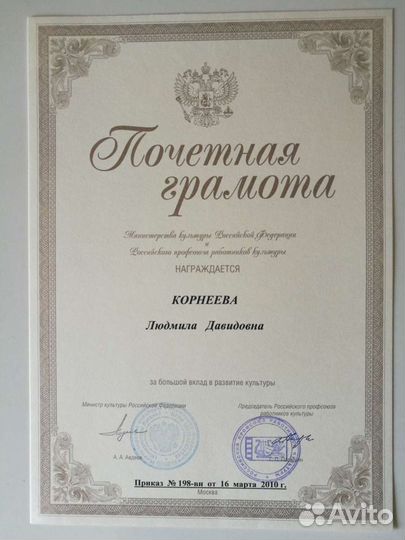 Почетная
грамота
Министерства культуры Российской Федерации
и
Российского профсоюза работников культуры
НАГРАЖДАЕТСЯ
КОРНЕЕВА
Людмила Давидовна
за большой вклад в развитие культуры
Министр культуры Российской Федерации
Председатель Российского профсоюза
работников культуры
А. А. Авдеев
Приказ № 198-вн от 16 марта 2010 г.
Москва
Avito